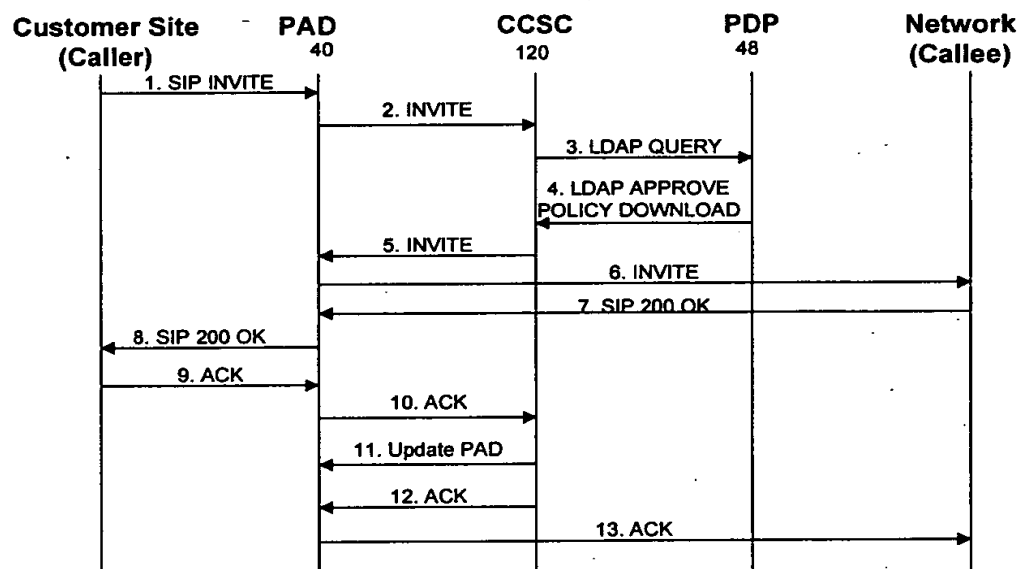 Customer Site PAD CCSC PDP Network
(Caller) 40 120 48 (Callee)
1. SIP INVITE
2. INVITE
3. LDAP QUERY
4. LDAP APPROVE
POLICY DOWNLOAD
5. INVITE
6. INVITE
7. SIP 200 OK
8. SIP 200 OK
9. ACK
10. ACK
11. Update PAD
12. ACK
13. ACK